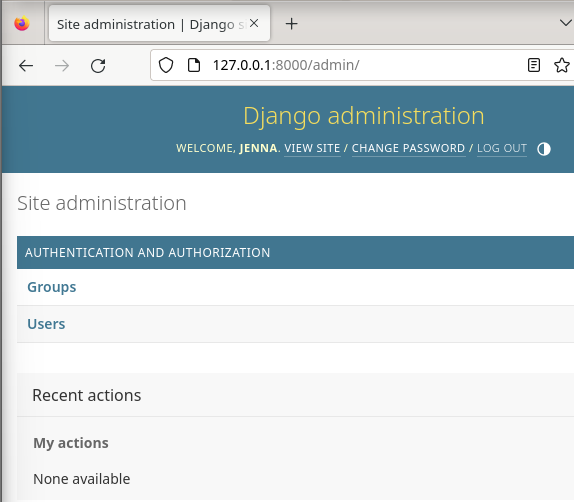 Site administration | Django s
127.0.0.1:8000/admin/
Django administration
WELCOME, JENNA. VIEW SITE / CHANGE PASSWORD / LOG OUT
Site administration
AUTHENTICATION AND AUTHORIZATION
Groups
Users
Recent actions
My actions
None available